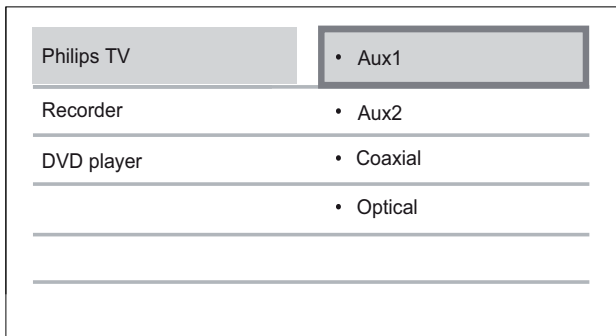 Philips TV
• Aux1
Recorder
• Aux2
DVD player
• Coaxial
• Optical